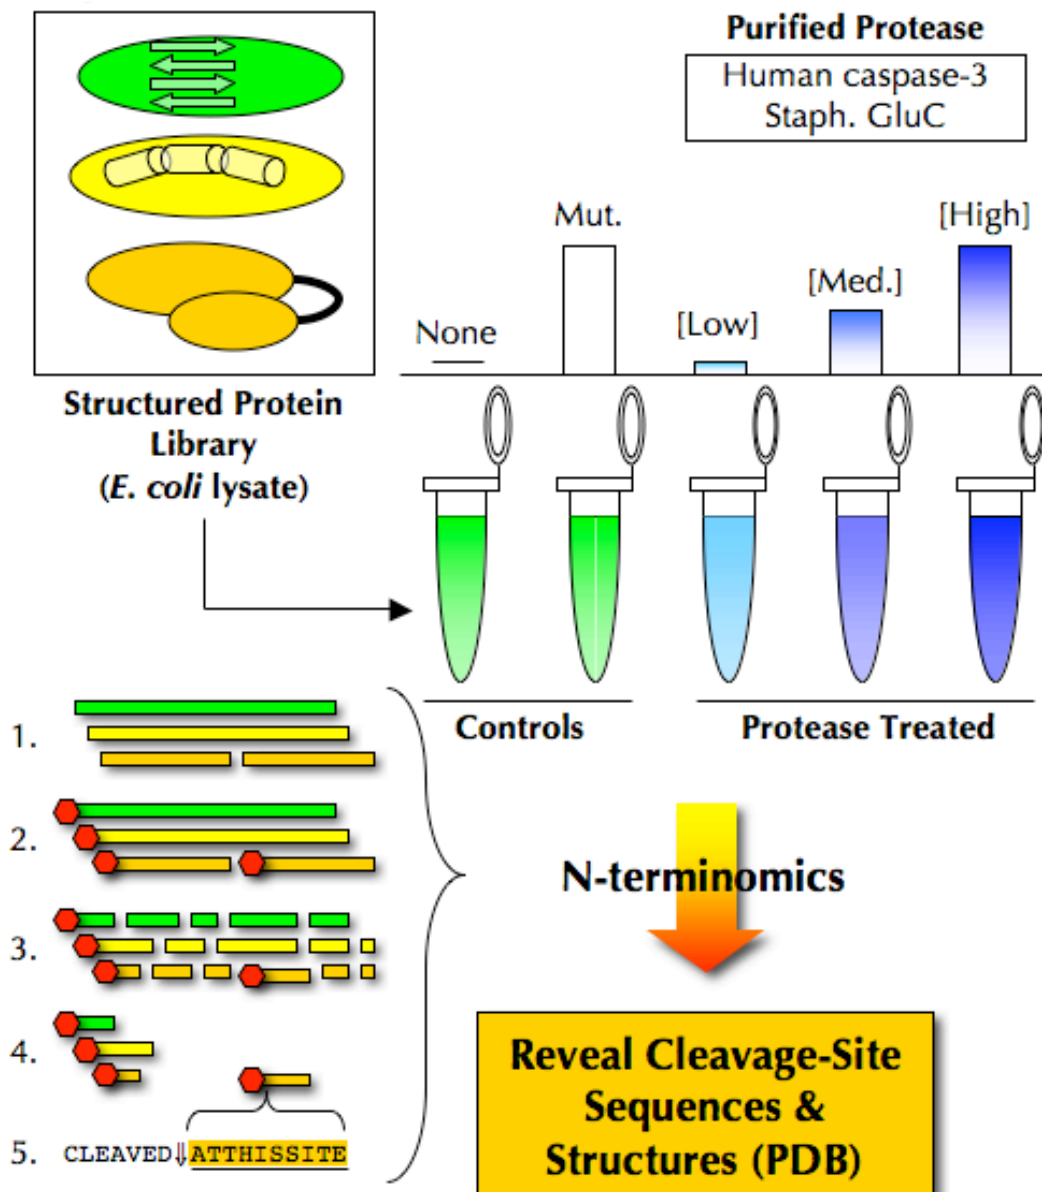 Purified Protease
Human caspase-3
Staph. GluC
None
Mut.
[Low]
[Med.]
[High]
Structured Protein
Library
(E. coli lysate)
Controls
Protease Treated
1.
2.
3.
4.
5. CLEAVED⇓ATTHISSITE
N-terminomics
Reveal Cleavage-Site
Sequences &
Structures (PDB)